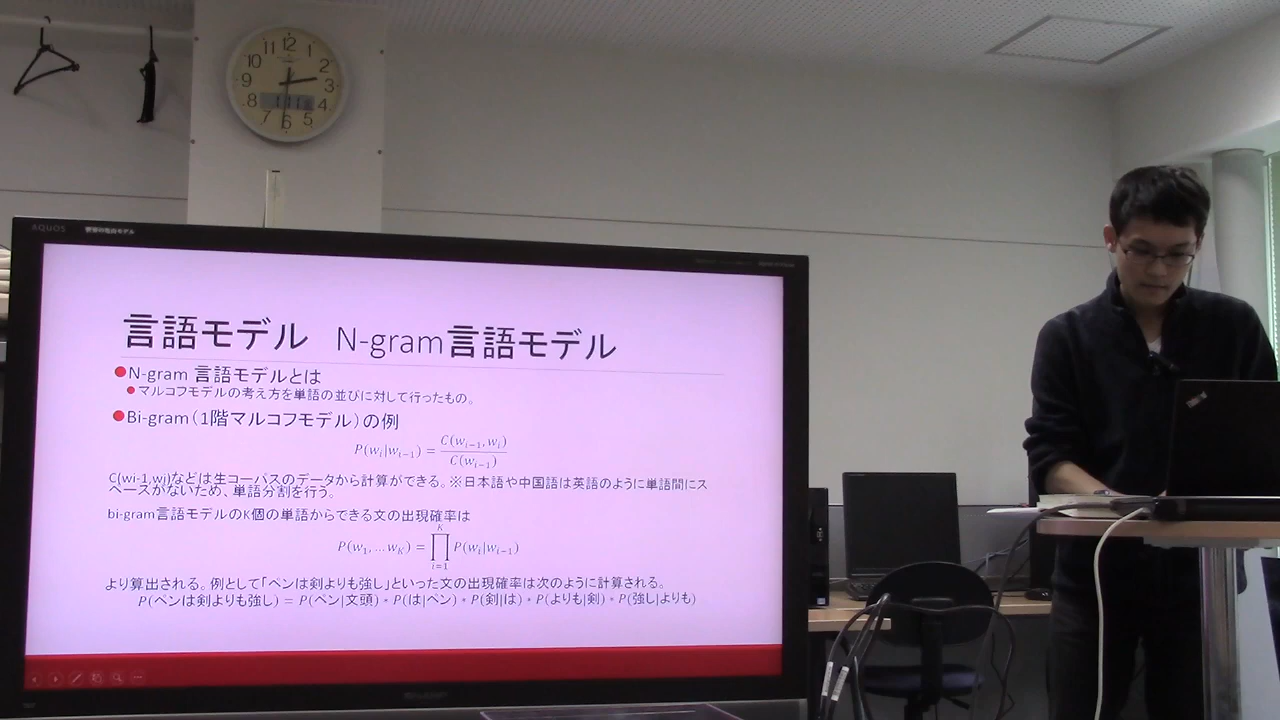 12
11 1
10 2
9 3
8 4
7 5
6
AQUOS
言語モデル N-gram言語モデル
N-gram 言語モデルとは
マルコフモデルの考え方を単語の並びに対して行ったもの。
Bi-gram(1階マルコフモデル)の例
P(w_i|w_{i-1}) = C(w_{i-1}, w_i) / C(w_{i-1})
C(wi-1,wi)などは生コーパスのデータから計算ができる。※日本語や中国語は英語のように単語間にス
ペースがないため、単語分割を行う。
bi-gram言語モデルのK個の単語からできる文の出現確率は
P(w_1, … w_K) = ∏_{i=1}^{K} P(w_i|w_{i-1})
より算出される。例として「ペンは剣よりも強し」といった文の出現確率は次のように計算される。
P(ペンは剣よりも強し) = P(ペン|文頭) * P(は|ペン) * P(剣|は) * P(よりも|剣) * P(強し|よりも)